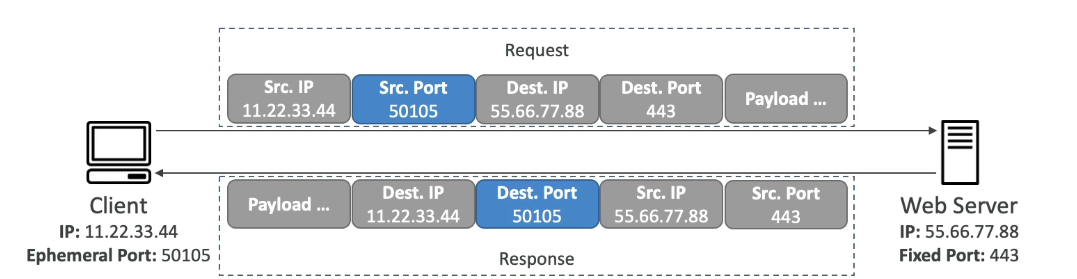 Request
Src. IP
11.22.33.44
Src. Port
50105
Dest. IP
55.66.77.88
Dest. Port
443
Payload ...
Client
IP: 11.22.33.44
Ephemeral Port: 50105
Web Server
IP: 55.66.77.88
Fixed Port: 443
Payload ...
Dest. IP
11.22.33.44
Dest. Port
50105
Src. IP
55.66.77.88
Src. Port
443
Response